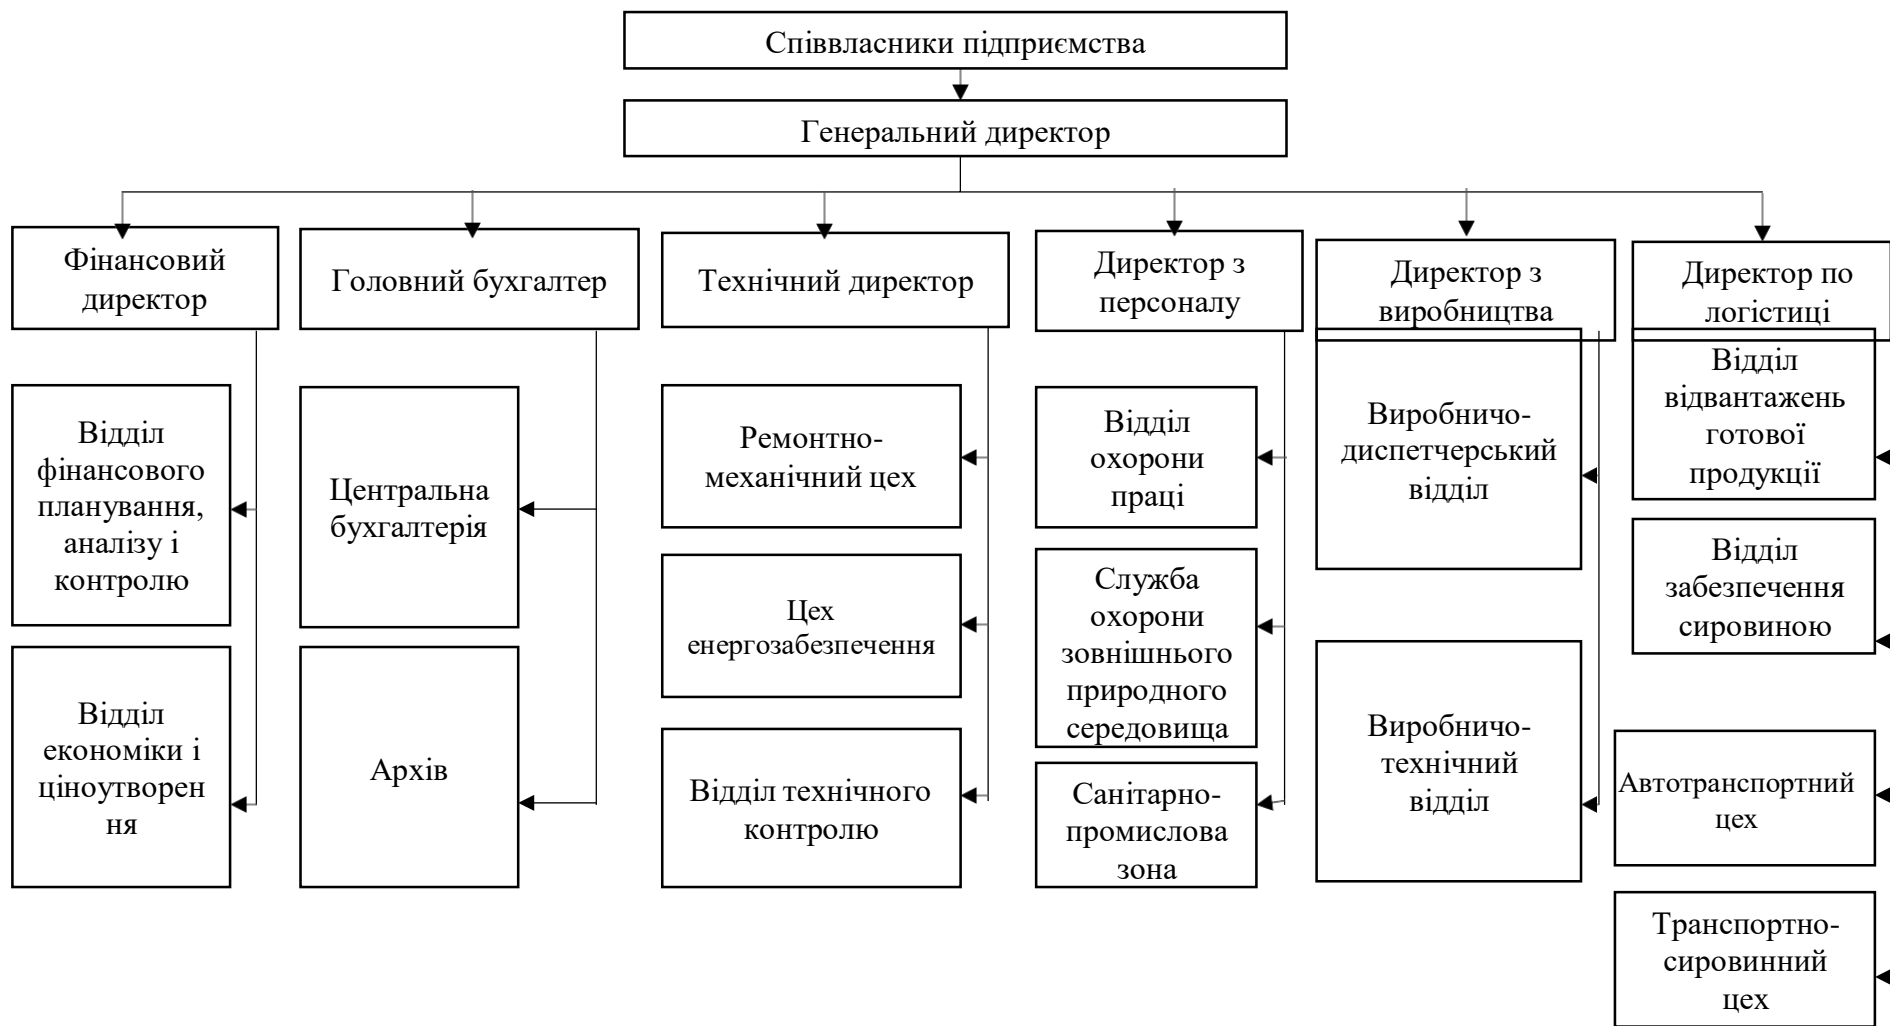 Співвласники підприємства
Генеральний директор
Фінансовий
директор
Головний бухгалтер
Технічний директор
Директор з
персоналу
Директор з
виробництва
Директор по
логістиці
Відділ
фінансового
планування,
аналізу і
контролю
Відділ
економіки і
ціноутворен
ня
Центральна
бухгалтерія
Архів
Ремонтно-
механічний цех
Цех
енергозабезпечення
Відділ технічного
контролю
Відділ
охорони
праці
Служба
охорони
зовнішнього
природного
середовища
Санітарно-
промислова
зона
Виробничо-
диспетчерський
відділ
Виробничо-
технічний
відділ
Відділ
відвантажень
готової
продукції
Відділ
забезпечення
сировиною
Автотранспортний
цех
Транспортно-
сировинний
цех